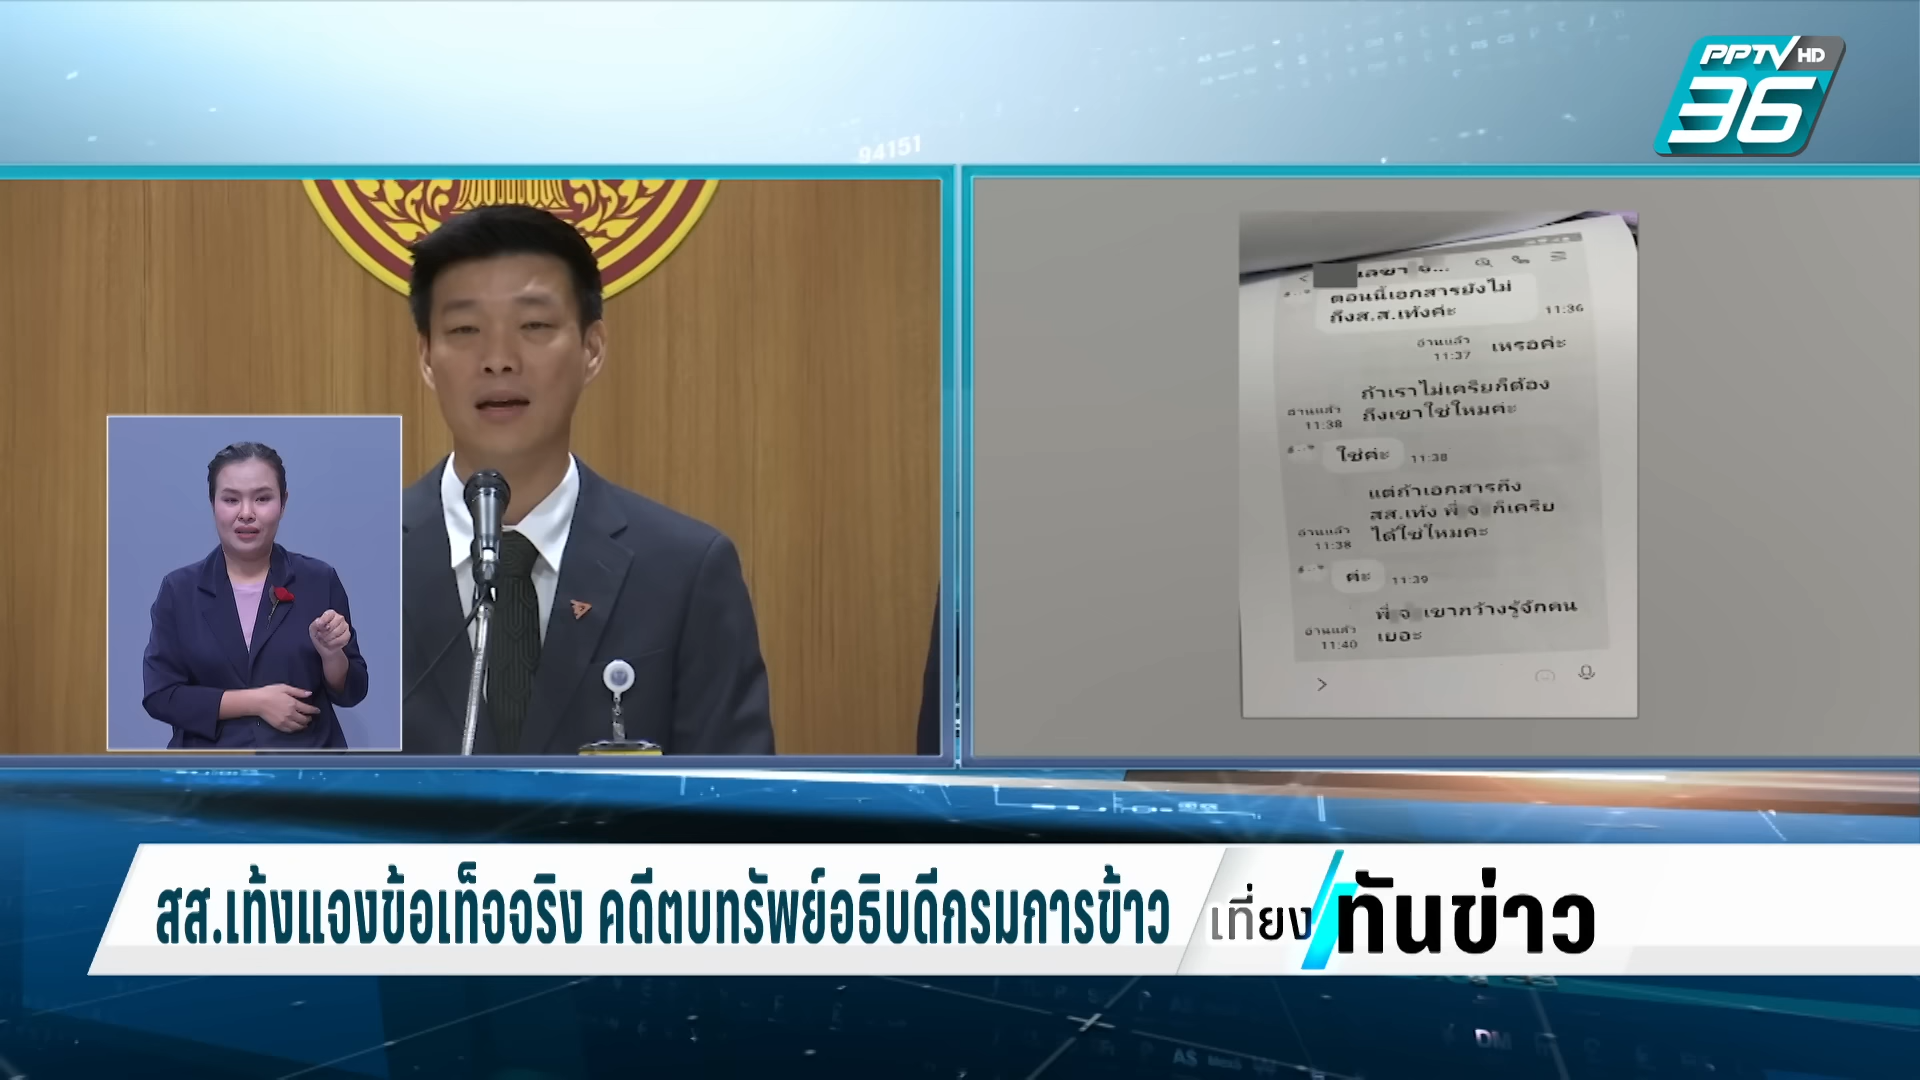 PPTV HD
36
94151
เลขา จ...
ตอนนี้เอกสารยังไม่
ถึงส.ส.เท้งค่ะ
11:36
อ่านแล้ว
11:37
เหรอค่ะ
ถ้าเราไม่เครียก็ต้อง
ถึงเขาใช่ไหมค่ะ
อ่านแล้ว
11:38
ใช่ค่ะ
11:38
แต่ถ้าเอกสารถึง
สส.เท้ง พี่ จ ก็เคริย
ได้ใช่ไหมคะ
อ่านแล้ว
11:38
ค่ะ
11:39
พี่ จ เขากว้างรู้จักคน
เยอะ
อ่านแล้ว
11:40
สส.เท้งแจงข้อเท็จจริง คดีตบทรัพย์อธิบดีกรมการข้าว
เที่ยงทันข่าว